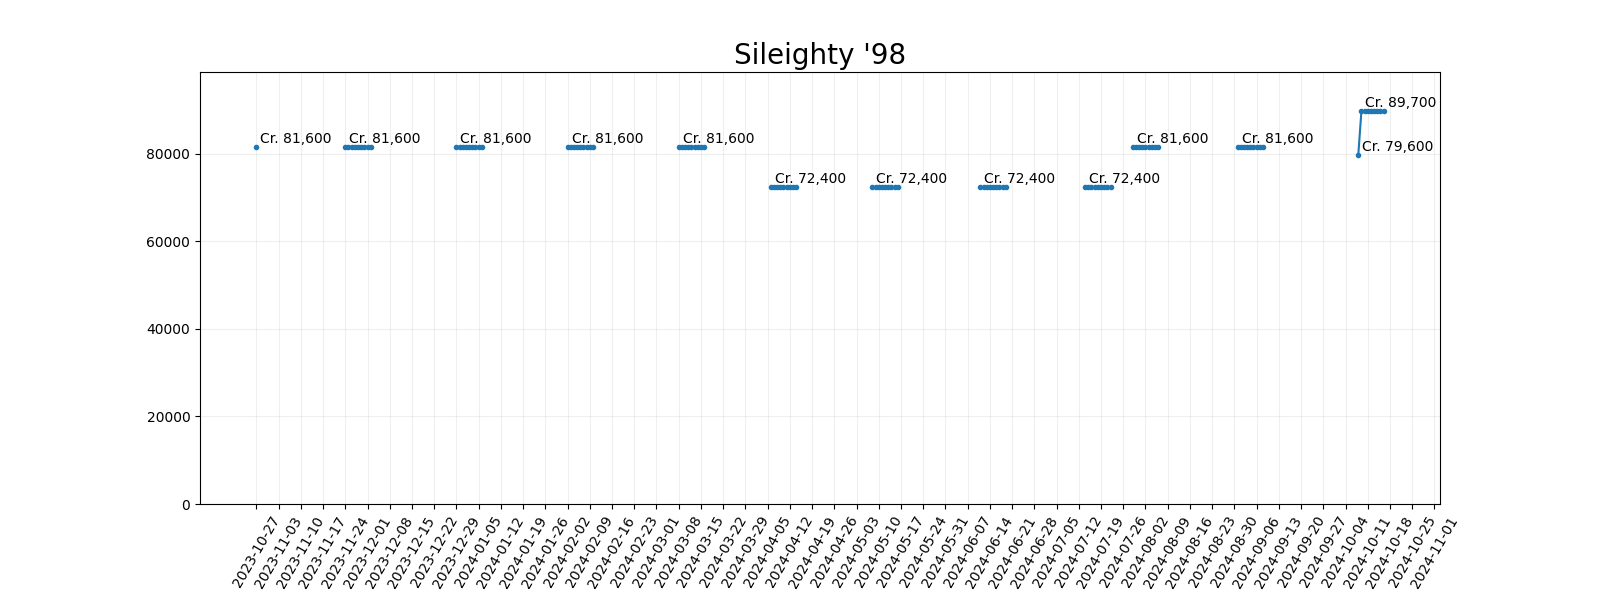 Sileighty '98
Cr. 89,700
Cr. 81,600 Cr. 81,600 Cr. 81,600 Cr. 81,600 Cr. 81,600 Cr. 81,600 Cr. 81,600
Cr. 79,600
80000
Cr. 72,400 Cr. 72,400 Cr. 72,400 Cr. 72,400
60000
40000
20000
0
2023-10-27 2023-11-03 2023-11-10 2023-11-17 2023-11-24 2023-12-01 2023-12-08 2023-12-15 2023-12-22 2023-12-29 2024-01-05 2024-01-12 2024-01-19 2024-01-26 2024-02-02 2024-02-09 2024-02-16 2024-02-23 2024-03-01 2024-03-08 2024-03-15 2024-03-22 2024-03-29 2024-04-05 2024-04-12 2024-04-19 2024-04-26 2024-05-03 2024-05-10 2024-05-17 2024-05-24 2024-05-31 2024-06-07 2024-06-14 2024-06-21 2024-06-28 2024-07-05 2024-07-12 2024-07-19 2024-07-26 2024-08-02 2024-08-09 2024-08-16 2024-08-23 2024-08-30 2024-09-06 2024-09-13 2024-09-20 2024-09-27 2024-10-04 2024-10-11 2024-10-18 2024-10-25 2024-11-01